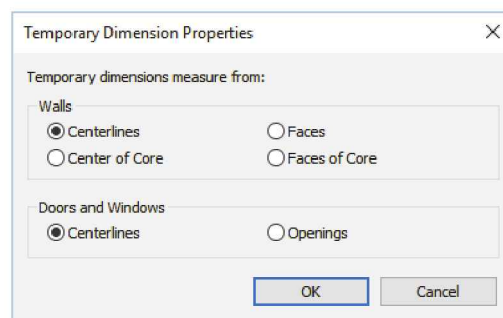 Temporary Dimension Properties
Temporary dimensions measure from:
Walls
Centerlines Faces
Center of Core Faces of Core
Doors and Windows
Centerlines Openings
OK Cancel